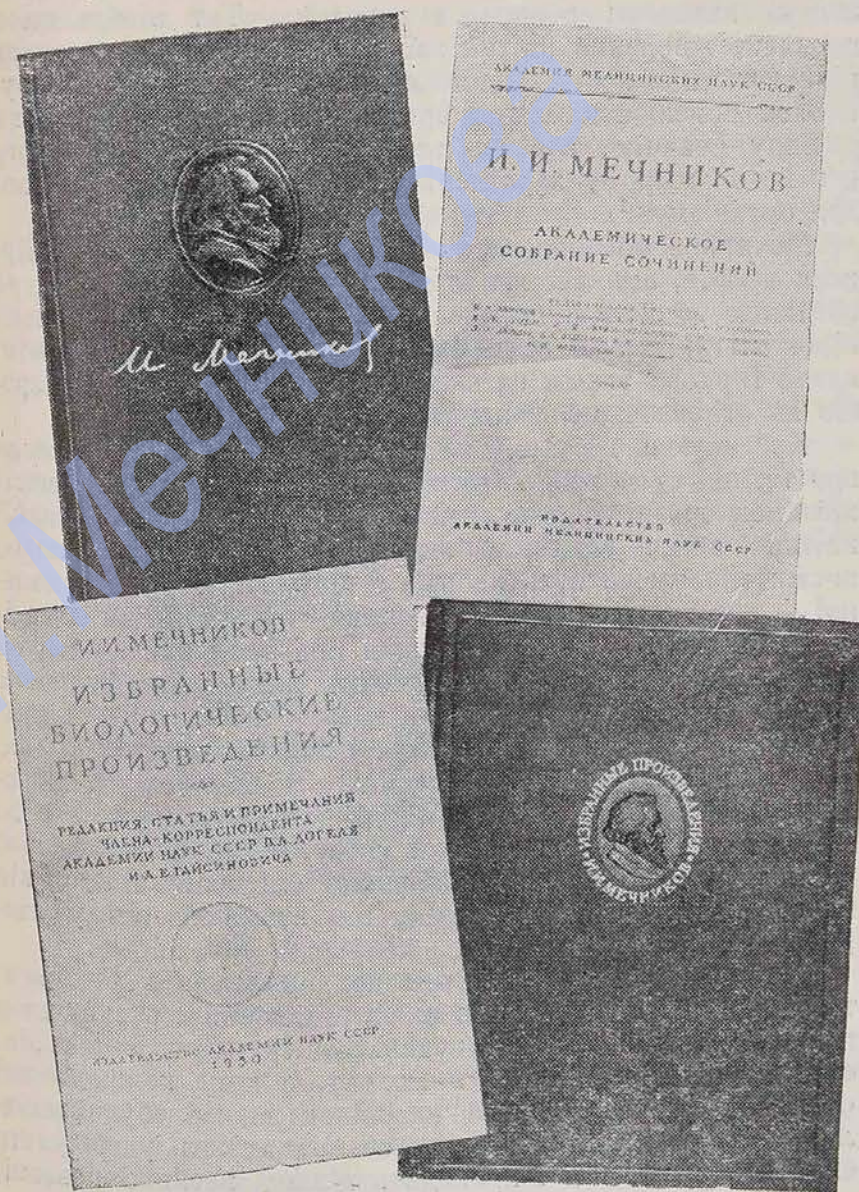 И Мечников
АКАДЕМИЯ МЕДИЦИНСКИХ НАУК СССР
И. И. МЕЧНИКОВ
АКАДЕМИЧЕСКОЕ
СОБРАНИЕ СОЧИНЕНИЙ
ИЗДАТЕЛЬСТВО
АКАДЕМИИ МЕДИЦИНСКИХ НАУК СССР
И.И.МЕЧНИКОВ
ИЗБРАННЫЕ
БИОЛОГИЧЕСКИЕ
ПРОИЗВЕДЕНИЯ
РЕДАКЦИЯ, СТАТЬЯ И ПРИМЕЧАНИЯ
ЧЛЕНА-КОРРЕСПОНДЕНТА
АКАДЕМИИ НАУК СССР В.А. ДОГЕЛЯ
И А.Е. ГАЙСИНОВИЧА
ИЗДАТЕЛЬСТВО АКАДЕМИИ НАУК СССР
1950
ИЗБРАННЫЕ ПРОИЗВЕДЕНИЯ
И.И.МЕЧНИКОВ
И.Мечникова